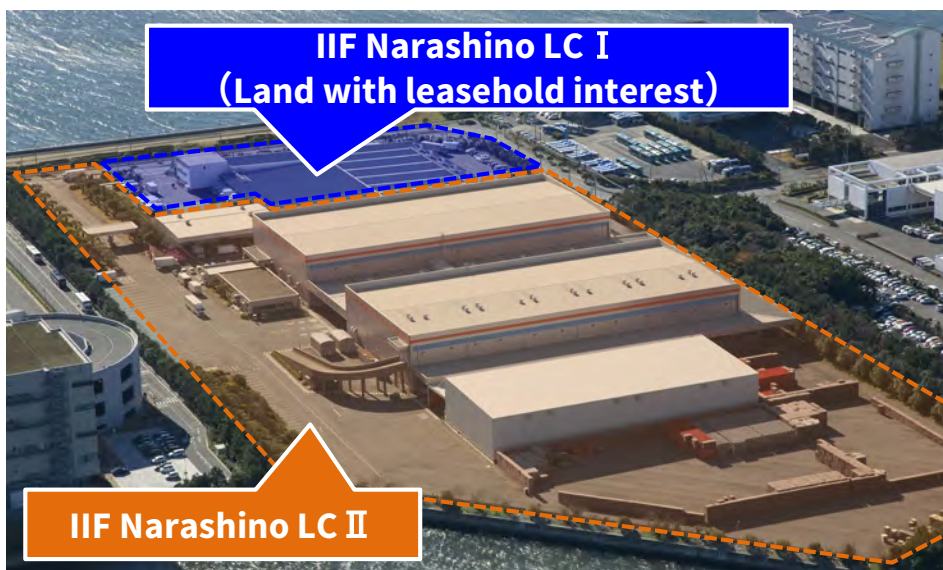 IIF Narashino LC Ⅰ
(Land with leasehold interest)
IIF Narashino LC Ⅱ